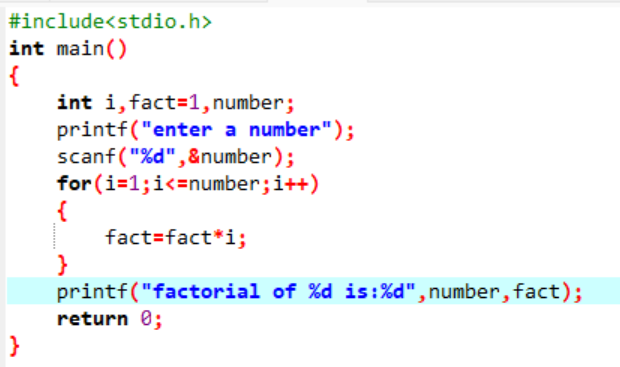 #include<stdio.h>
int main()
{
    int i,fact=1,number;
    printf("enter a number");
    scanf("%d",&number);
    for(i=1;i<=number;i++)
    {
        fact=fact*i;
    }
    printf("factorial of %d is:%d",number,fact);
    return 0;
}